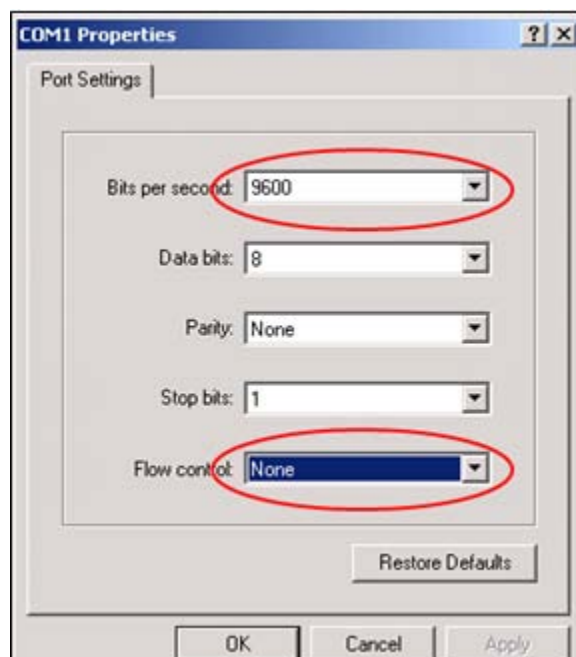 COM1 Properties
Port Settings
Bits per second: 9600
Data bits: 8
Parity: None
Stop bits: 1
Flow control: None
Restore Defaults
OK Cancel Apply